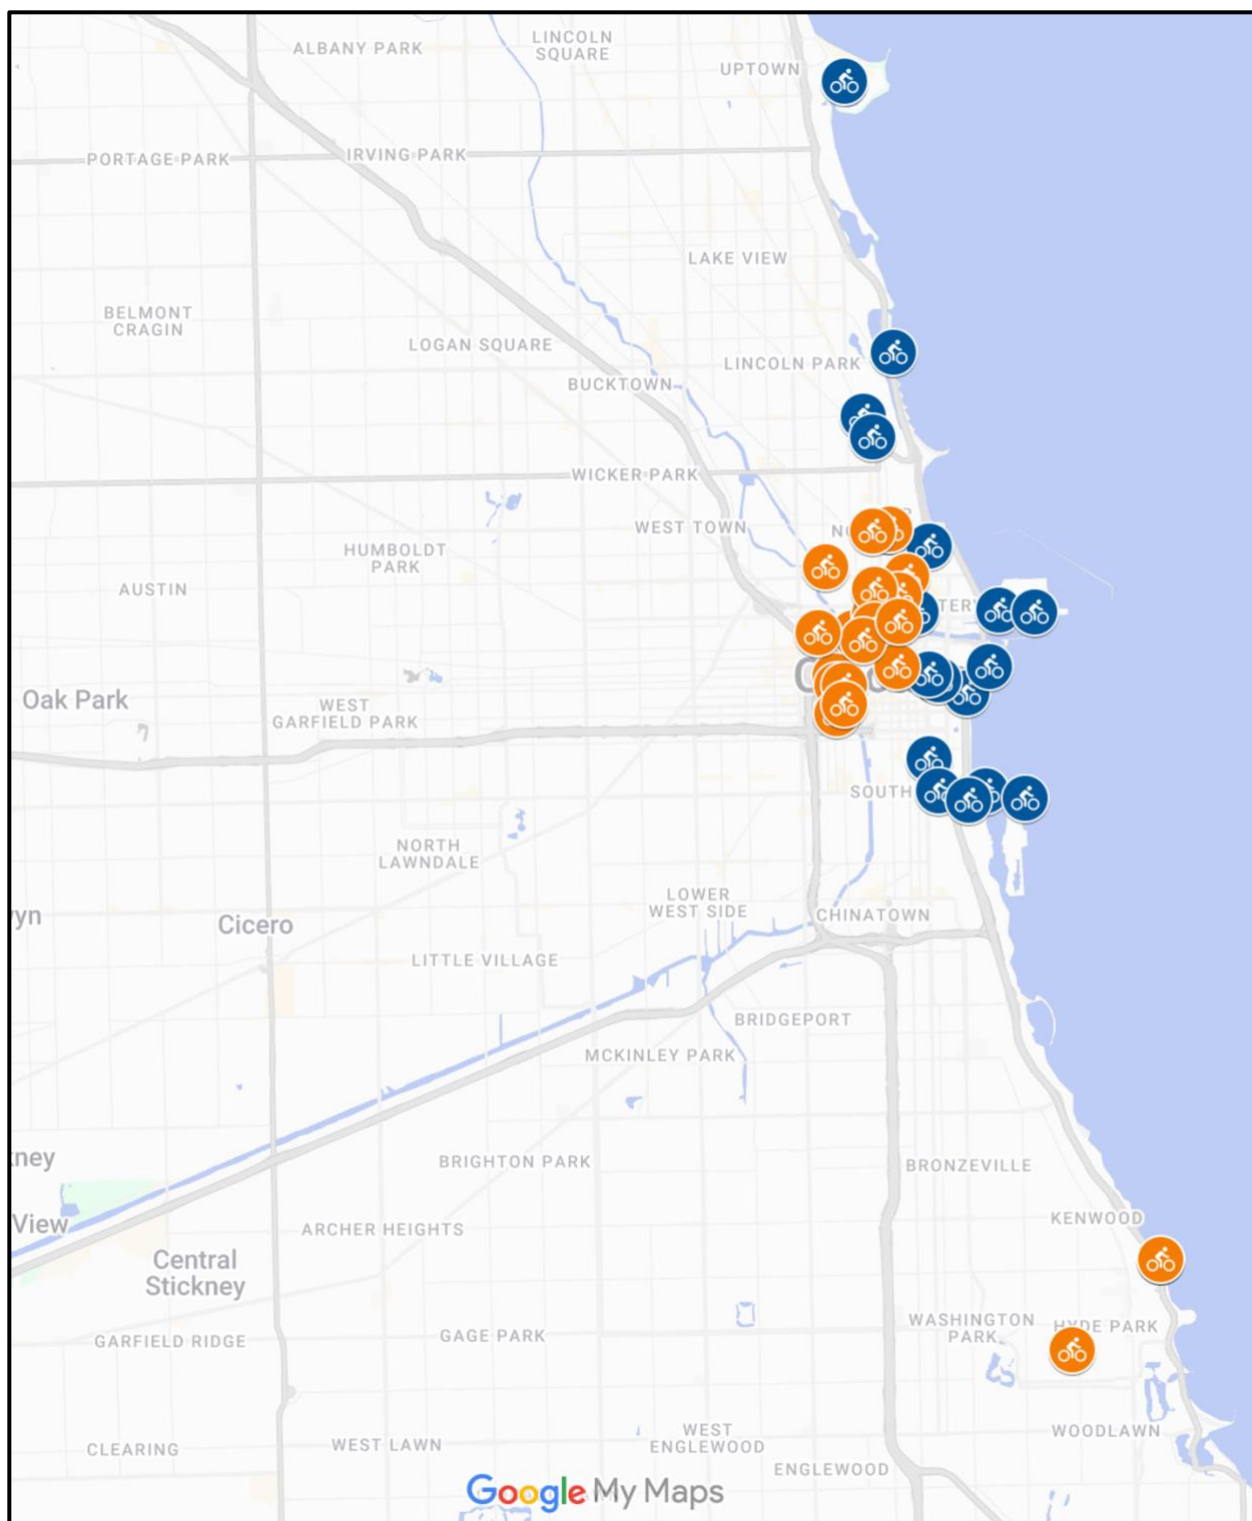 LINCOLN
SQUARE
ALBANY PARK
UPTOWN
PORTAGE PARK
IRVING PARK
LAKE VIEW
BELMONT
CRAGIN
LOGAN SQUARE
LINCOLN PARK
BUCKTOWN
WICKER PARK
WEST TOWN
HUMBOLDT
PARK
AUSTIN
Oak Park
WEST
GARFIELD PARK
SOUTH
NORTH
LAWNDALE
LOWER
WEST SIDE
CHINATOWN
yn
Cicero
LITTLE VILLAGE
BRIDGEPORT
MCKINLEY PARK
BRIGHTON PARK
BRONZEVILLE
View
ARCHER HEIGHTS
KENWOOD
Central
Stickney
WASHINGTON
PARK
HYDE PARK
GARFIELD RIDGE
GAGE PARK
CLEARING
WEST LAWN
WEST
ENGLEWOOD
WOODLAWN
ENGLEWOOD
Google My Maps